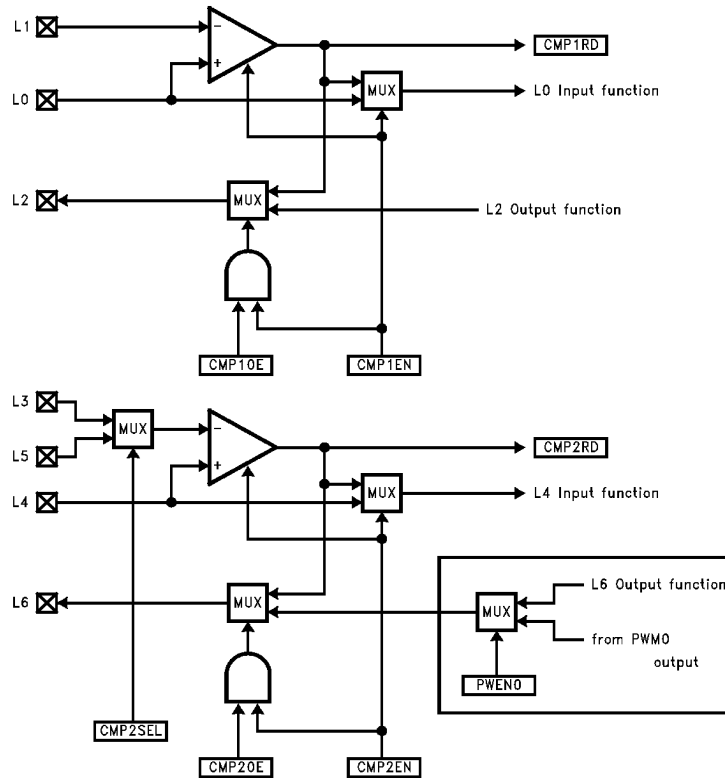 L1
−
CMP1RD
+
MUX
L0
L0 Input function
L2
MUX
L2 Output function
CMP1OE
CMP1EN
L3
MUX
−
CMP2RD
L5
+
MUX
L4
L4 Input function
L6
MUX
L6 Output function
MUX
from PWM0
output
PWEN0
CMP2SEL
CMP2OE
CMP2EN